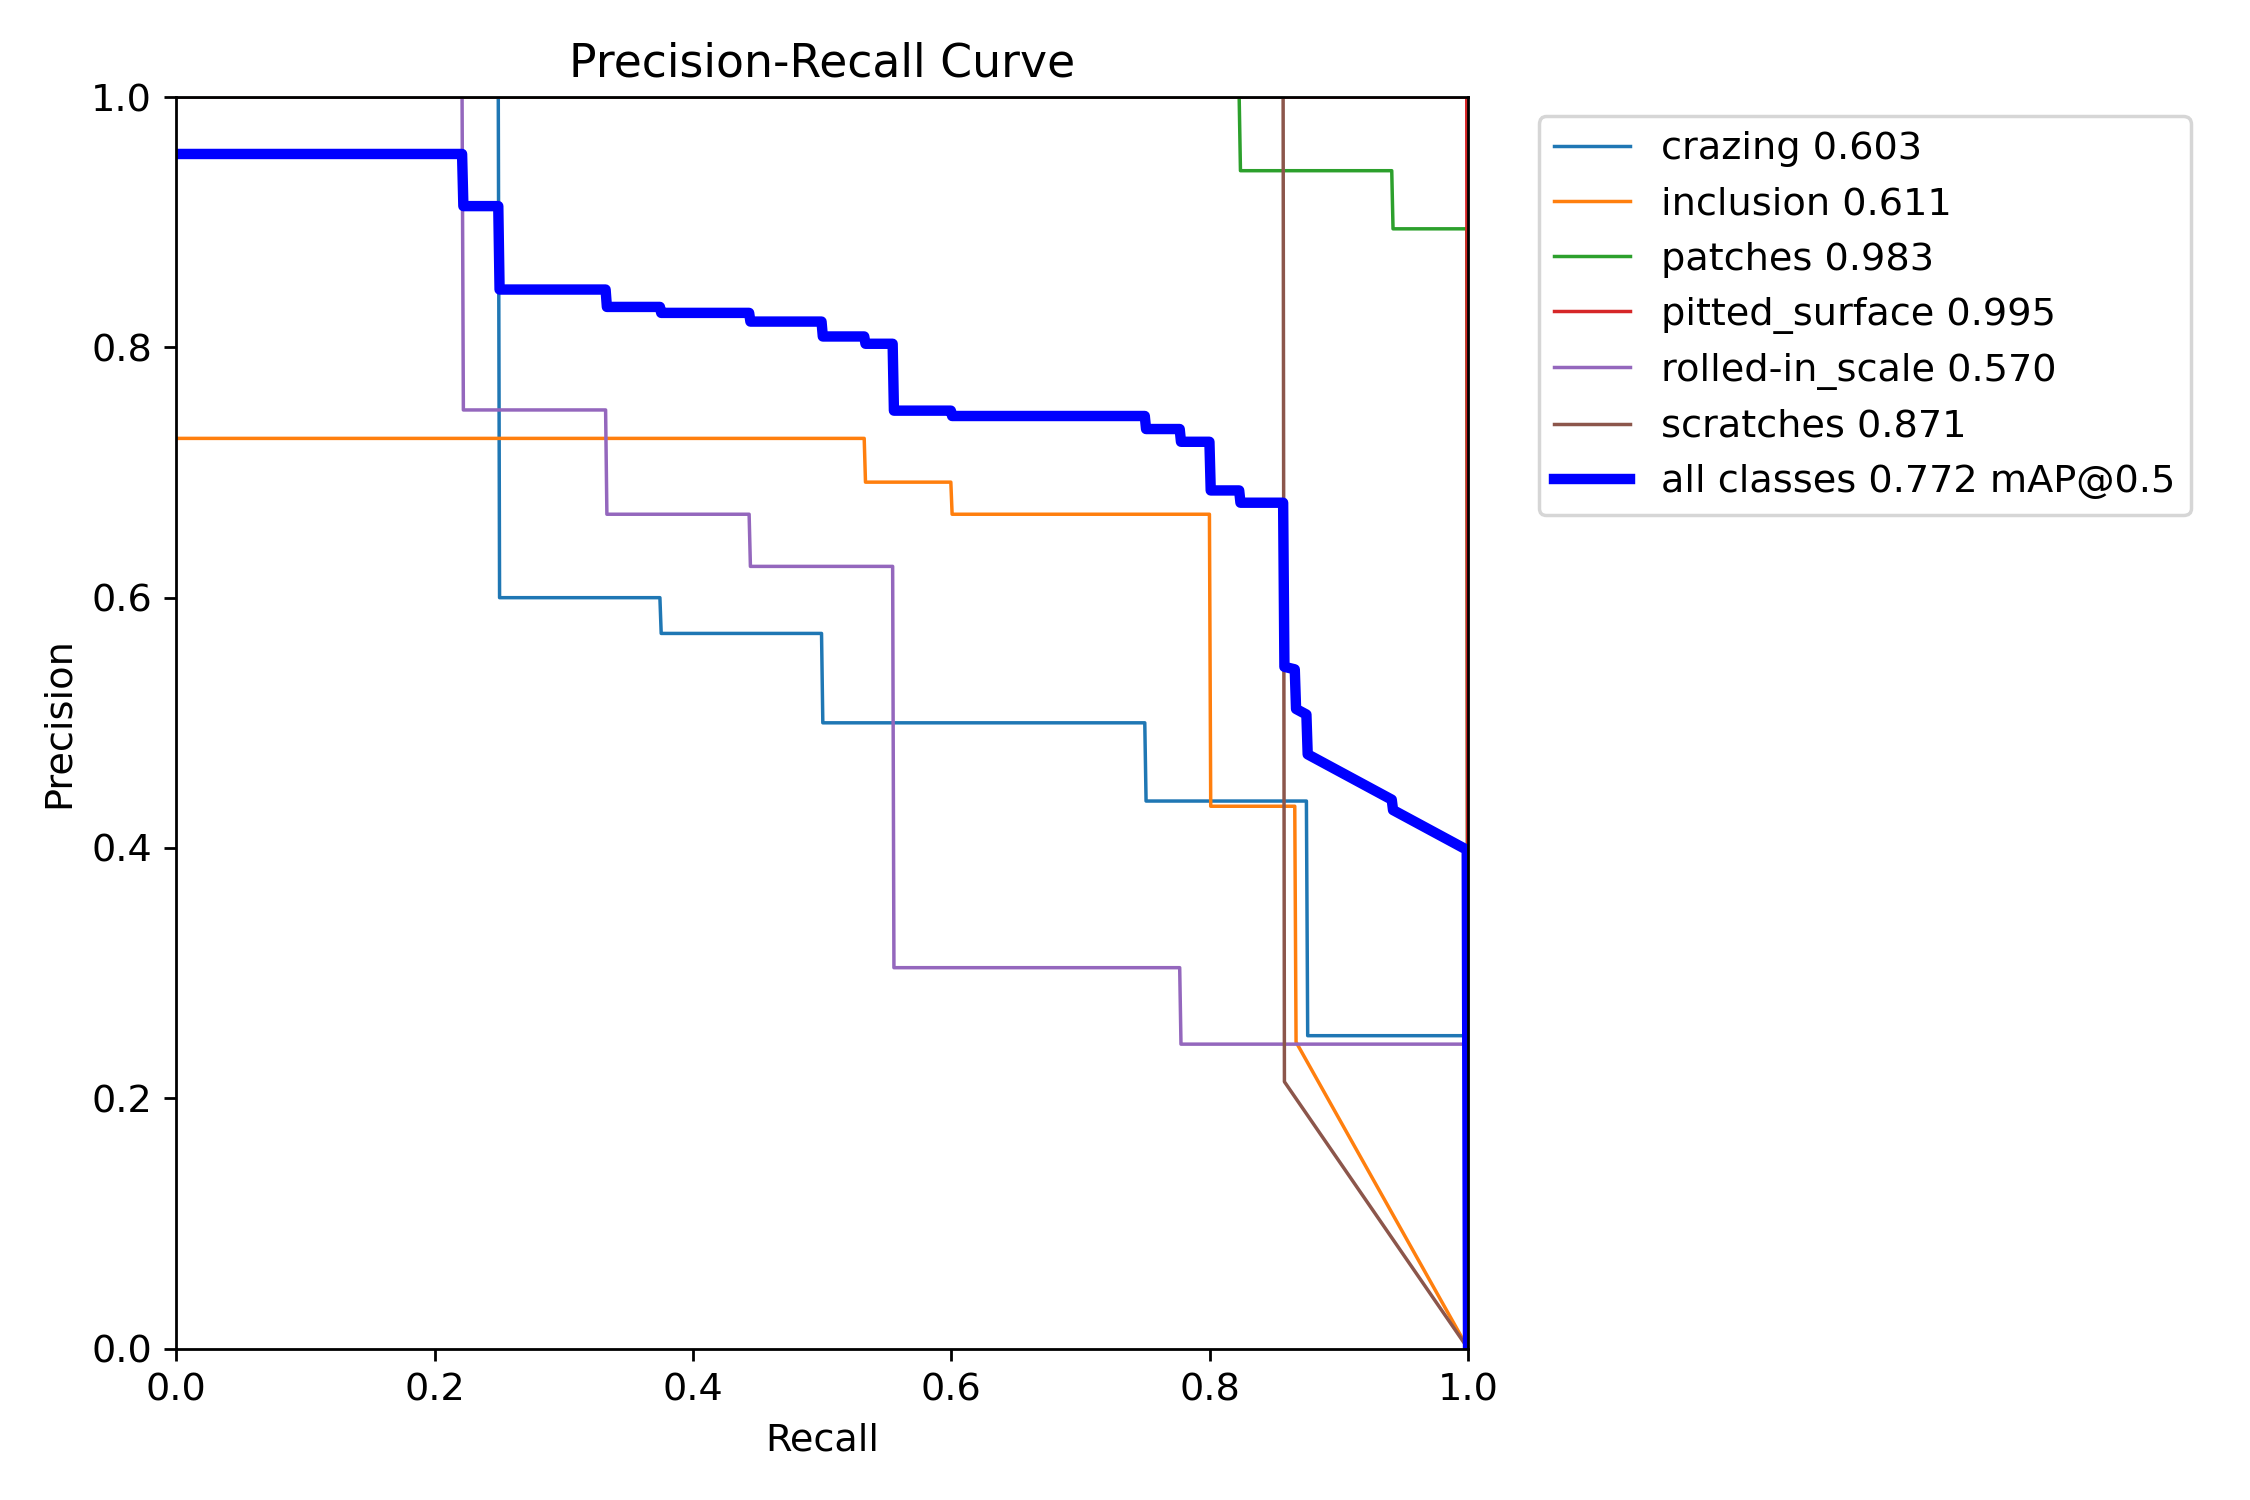 Precision-Recall Curve
1.0
0.8
0.6
0.4
0.2
0.0
Precision
0.0 0.2 0.4 0.6 0.8 1.0
Recall
crazing 0.603
inclusion 0.611
patches 0.983
pitted_surface 0.995
rolled-in_scale 0.570
scratches 0.871
all classes 0.772 mAP@0.5